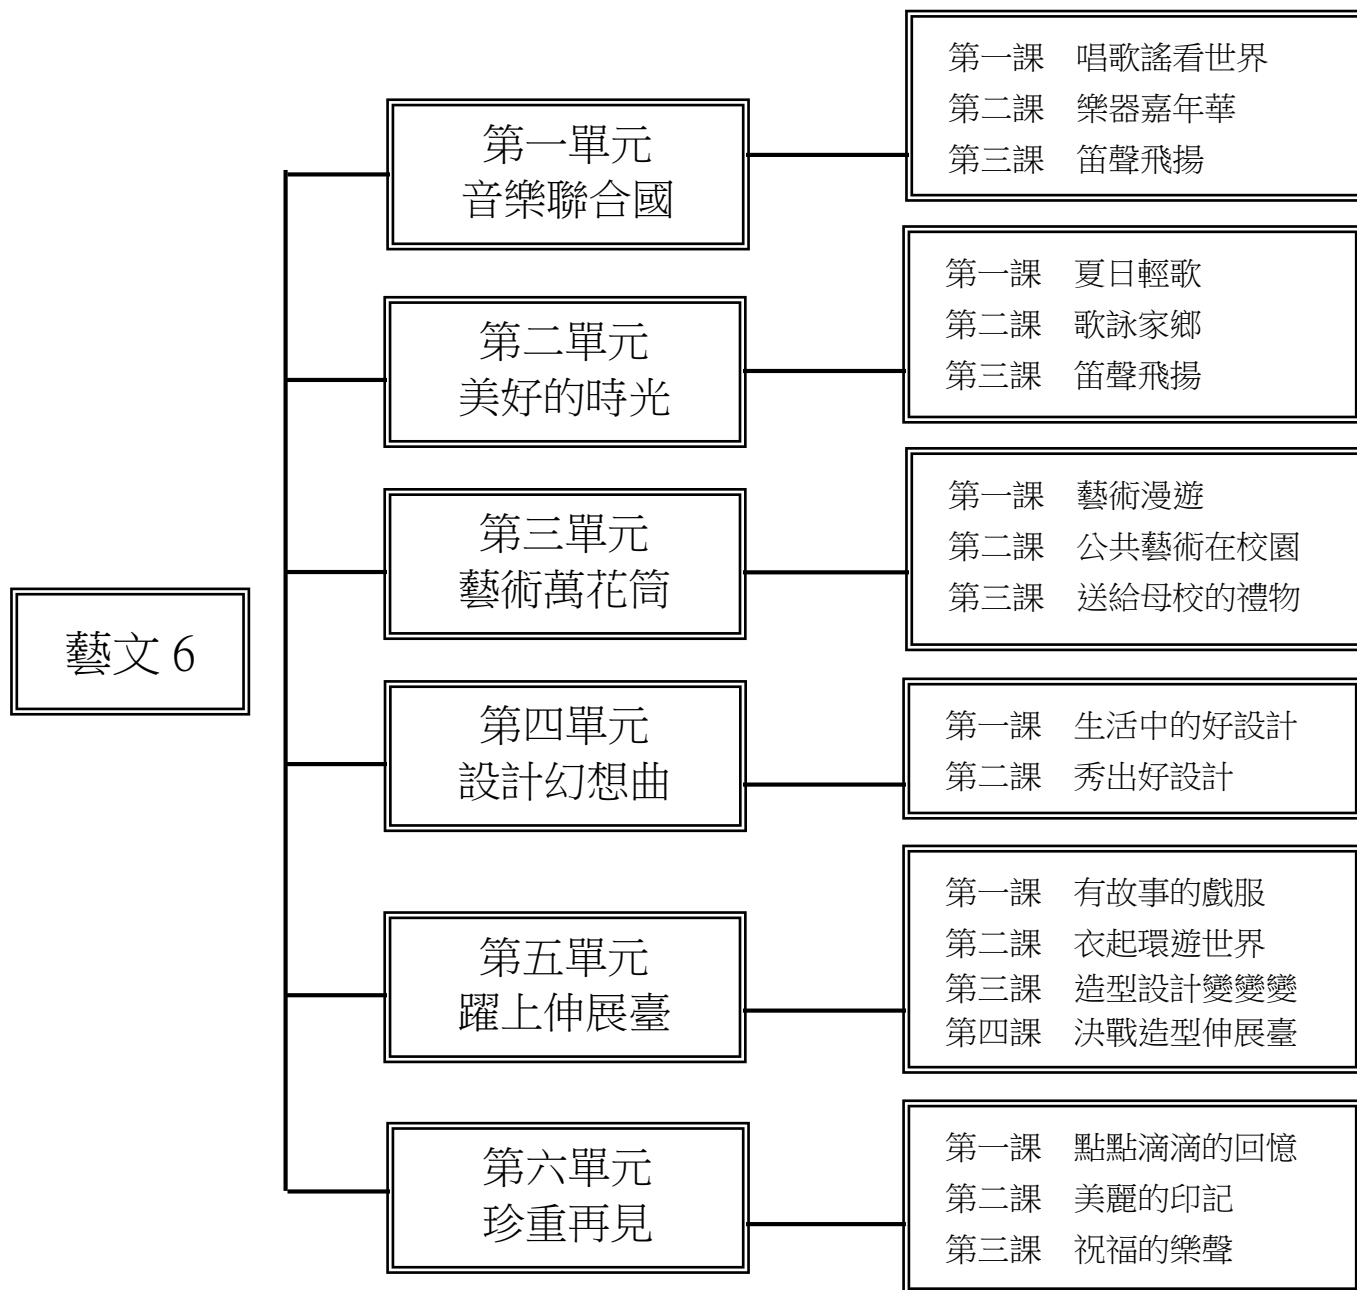 藝文 6
第一單元
音樂聯合國
第一課　唱歌謠看世界
第二課　樂器嘉年華
第三課　笛聲飛揚
第二單元
美好的時光
第一課　夏日輕歌
第二課　歌詠家鄉
第三課　笛聲飛揚
第三單元
藝術萬花筒
第一課　藝術漫遊
第二課　公共藝術在校園
第三課　送給母校的禮物
第四單元
設計幻想曲
第一課　生活中的好設計
第二課　秀出好設計
第五單元
躍上伸展臺
第一課　有故事的戲服
第二課　衣起環遊世界
第三課　造型設計變變變
第四課　決戰造型伸展臺
第六單元
珍重再見
第一課　點點滴滴的回憶
第二課　美麗的印記
第三課　祝福的樂聲